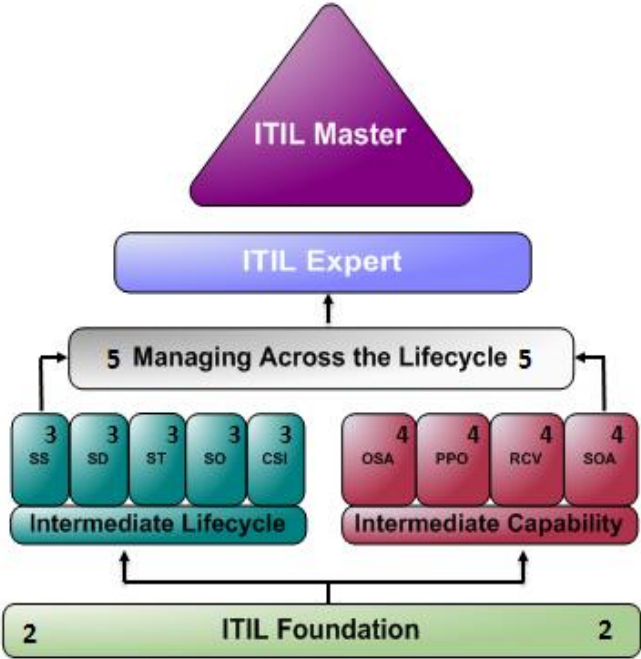 ITIL Master
ITIL Expert
5 Managing Across the Lifecycle 5
3 3 3 3 3 4 4 4 4
SS SD ST SO CSI OSA PPO RCV SOA
Intermediate Lifecycle Intermediate Capability
2 ITIL Foundation 2